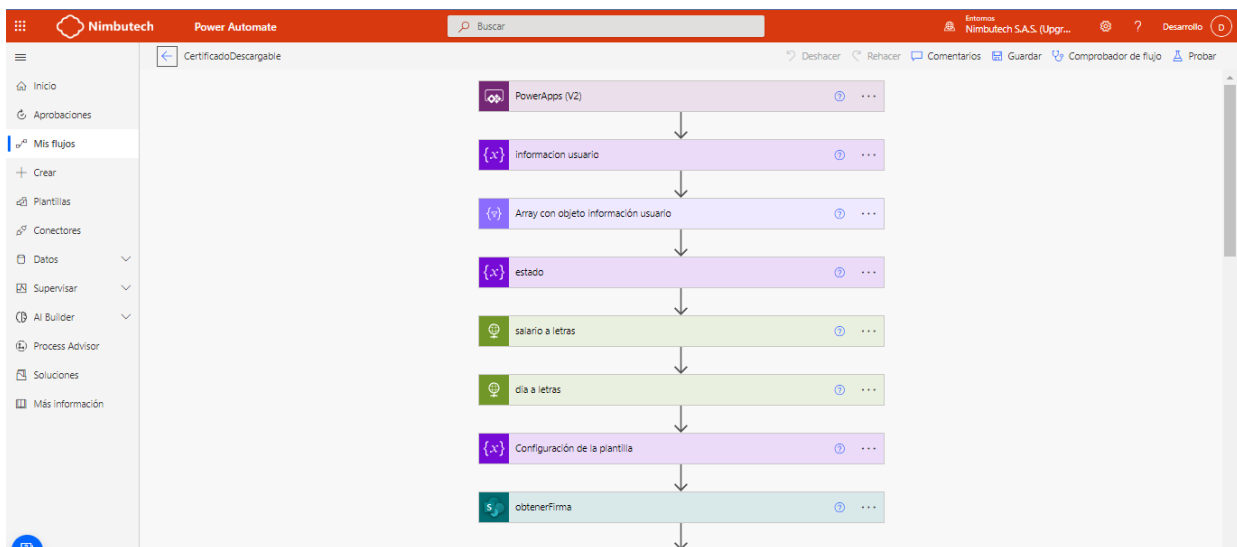 Nimbutech
Power Automate
Buscar
Entornos
Nimbutech S.A.S. (Upgr...
?
Desarrollo
D
CertificadoDescargable
Deshacer
Rehacer
Comentarios
Guardar
Comprobador de flujo
Probar
Inicio
Aprobaciones
Mis flujos
Crear
Plantillas
Conectores
Datos
Supervisar
AI Builder
Process Advisor
Soluciones
Más información
PowerApps (V2)
{x} informacion usuario
Array con objeto información usuario
{x} estado
salario a letras
día a letras
{x} Configuración de la plantilla
S obtenerFirma